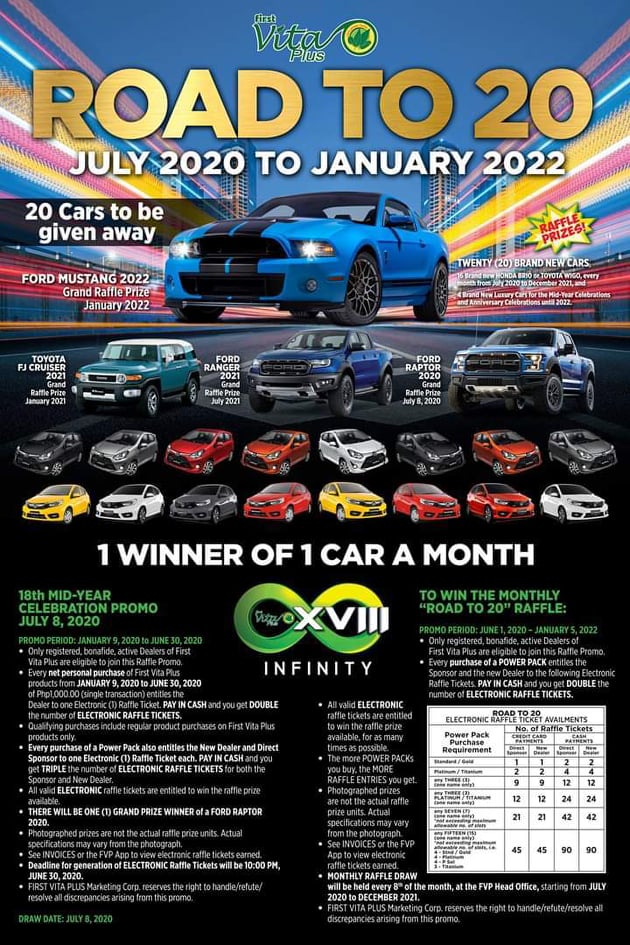 first
Vita
Plus
ROAD TO 20
JULY 2020 TO JANUARY 2022
20 Cars to be
given away
FORD MUSTANG 2022
Grand Raffle Prize
January 2022
RAFFLE
PRIZES!
TWENTY (20) BRAND NEW CARS.
16 Brand new HONDA BRIO or TOYOTA WIGO, every
month from July 2020 to December 2021, and
4 Brand New Luxury Cars for the Mid-Year Celebrations
and Anniversary Celebrations until 2022.
TOYOTA
FJ CRUISER
2021
Grand
Raffle Prize
January 2021
FORD
RANGER
2021
Grand
Raffle Prize
July 2021
FORD
RAPTOR
2020
Grand
Raffle Prize
July 8, 2020
1 WINNER OF 1 CAR A MONTH
18th MID-YEAR
CELEBRATION PROMO
JULY 8, 2020
PROMO PERIOD: JANUARY 9, 2020 to JUNE 30, 2020
• Only registered, bonafide, active Dealers of First
Vita Plus are eligible to join this Raffle Promo.
• Every net personal purchase of First Vita Plus
products from JANUARY 9, 2020 to JUNE 30, 2020
of Php1,000.00 (single transaction) entitles the
Dealer to one Electronic (1) Raffle Ticket. PAY IN CASH and you get DOUBLE
the number of ELECTRONIC RAFFLE TICKETS.
• Qualifying purchases include regular product purchases on First Vita Plus
products only.
• Every purchase of a Power Pack also entitles the New Dealer and Direct
Sponsor to one Electronic (1) Raffle Ticket each. PAY IN CASH and you
get TRIPLE the number of ELECTRONIC RAFFLE TICKETS for both the
Sponsor and New Dealer.
• All valid ELECTRONIC raffle tickets are entitled to win the raffle prize
available.
• THERE WILL BE ONE (1) GRAND PRIZE WINNER OF A FORD RAPTOR
2020.
• Photographed prizes are not the actual raffle prize units. Actual
specifications may vary from the photograph.
• See INVOICES or the FVP App to view electronic raffle tickets earned.
• Deadline for generation of ELECTRONIC Raffle Tickets will be 10:00 PM,
JUNE 30, 2020.
• FIRST VITA PLUS Marketing Corp. reserves the right to handle/refute/
resolve all discrepancies arising from this promo.
DRAW DATE: JULY 8, 2020
first
Vita
Plus
XVIII
INFINITY
• All valid ELECTRONIC
raffle tickets are entitled
to win the raffle prize
available, for as many
times as possible.
• The more POWER PACKS
you buy, the MORE
RAFFLE ENTRIES you get.
• Photographed prizes
are not the actual raffle
prize units. Actual
specifications may vary
from the photograph.
• See INVOICES or the FVP
App to view electronic
raffle tickets earned.
• MONTHLY RAFFLE DRAW
will be held every 8th of the month, at the FVP Head Office, starting from JULY
2020 to DECEMBER 2021.
• FIRST VITA PLUS Marketing Corp. reserves the right to handle/refute/resolve all
discrepancies arising from this promo.
TO WIN THE MONTHLY
"ROAD TO 20" RAFFLE:
PROMO PERIOD: JUNE 1, 2020 – JANUARY 5, 2022
• Only registered, bonafide, active Dealers of
First Vita Plus are eligible to join this Raffle Promo.
• Every purchase of a POWER PACK entitles the
Sponsor and the new Dealer to the following Electronic
Raffle Tickets. PAY IN CASH and you get DOUBLE the
number of ELECTRONIC RAFFLE TICKETS.
ROAD TO 20
ELECTRONIC RAFFLE TICKET AVAILMENTS
Power Pack
Purchase
Requirement
No. of Raffle Tickets
CREDIT CARD PAYMENTS CASH PAYMENTS
Direct Sponsor New Dealer Direct Sponsor New Dealer
Standard / Gold 1 1 2 2
Platinum / Titanium 2 2 4 4
any THREE (3)
(one name only) 9 9 12 12
any THREE (3)
PLATINUM / TITANIUM
(one name only) 12 12 24 24
any SEVEN (7)
(one name only)
*not exceeding maximum
allowable no. of slots 21 21 42 42
any FIFTEEN (15)
(one name only)
*not exceeding maximum
allowable no. of slots, i.e.
4 - Stnd / Gold
4 - Platinum
4 - P Sat
3 - Titanium 45 45 90 90